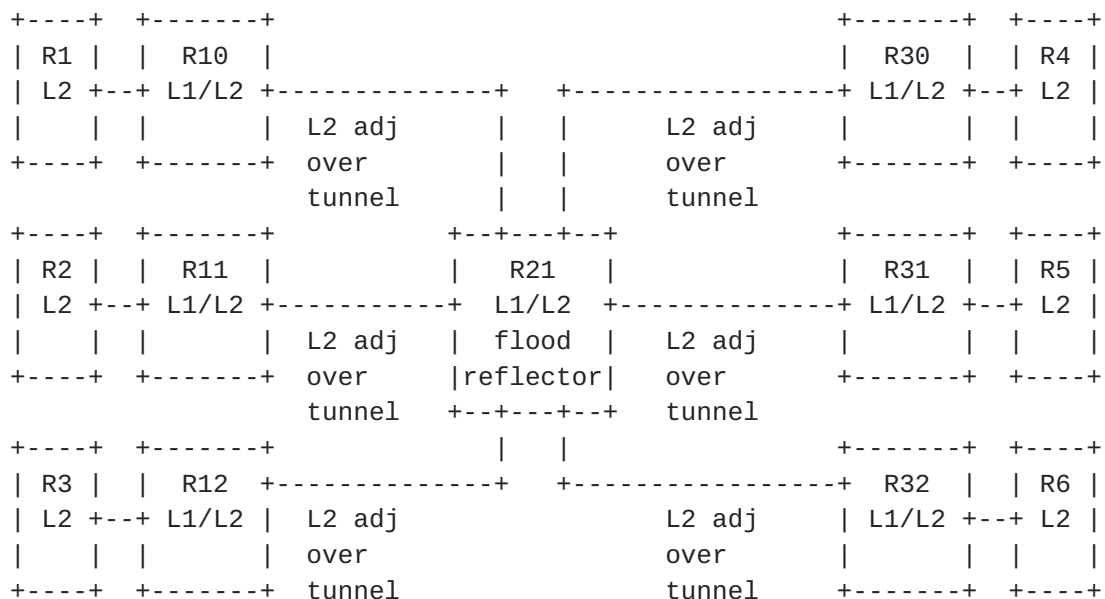 +----+  +-------+                                    +-------+  +----+
| R1 |  |  R10  |                                    |  R30  |  | R4 |
| L2 +--+ L1/L2 +--------------+   +-----------------+ L1/L2 +--+ L2 |
|    |  |       |  L2 adj      |   |      L2 adj     |       |  |    |
+----+  +-------+  over        |   |      over       +-------+  +----+
                   tunnel      |   |      tunnel
+----+  +-------+           +--+---+--+              +-------+  +----+
| R2 |  |  R11  |           |   R21   |              |  R31  |  | R5 |
| L2 +--+ L1/L2 +-----------+  L1/L2  +--------------+ L1/L2 +--+ L2 |
|    |  |       |  L2 adj   |  flood  |   L2 adj     |       |  |    |
+----+  +-------+  over     |reflector|   over       +-------+  +----+
                   tunnel   +--+---+--+   tunnel
+----+  +-------+              |   |                 +-------+  +----+
| R3 |  |  R12  +--------------+   +-----------------+  R32  |  | R6 |
| L2 +--+ L1/L2 |  L2 adj                 L2 adj     | L1/L2 +--+ L2 |
|    |  |       |  over                   over       |       |  |    |
+----+  +-------+  tunnel                 tunnel     +-------+  +----+